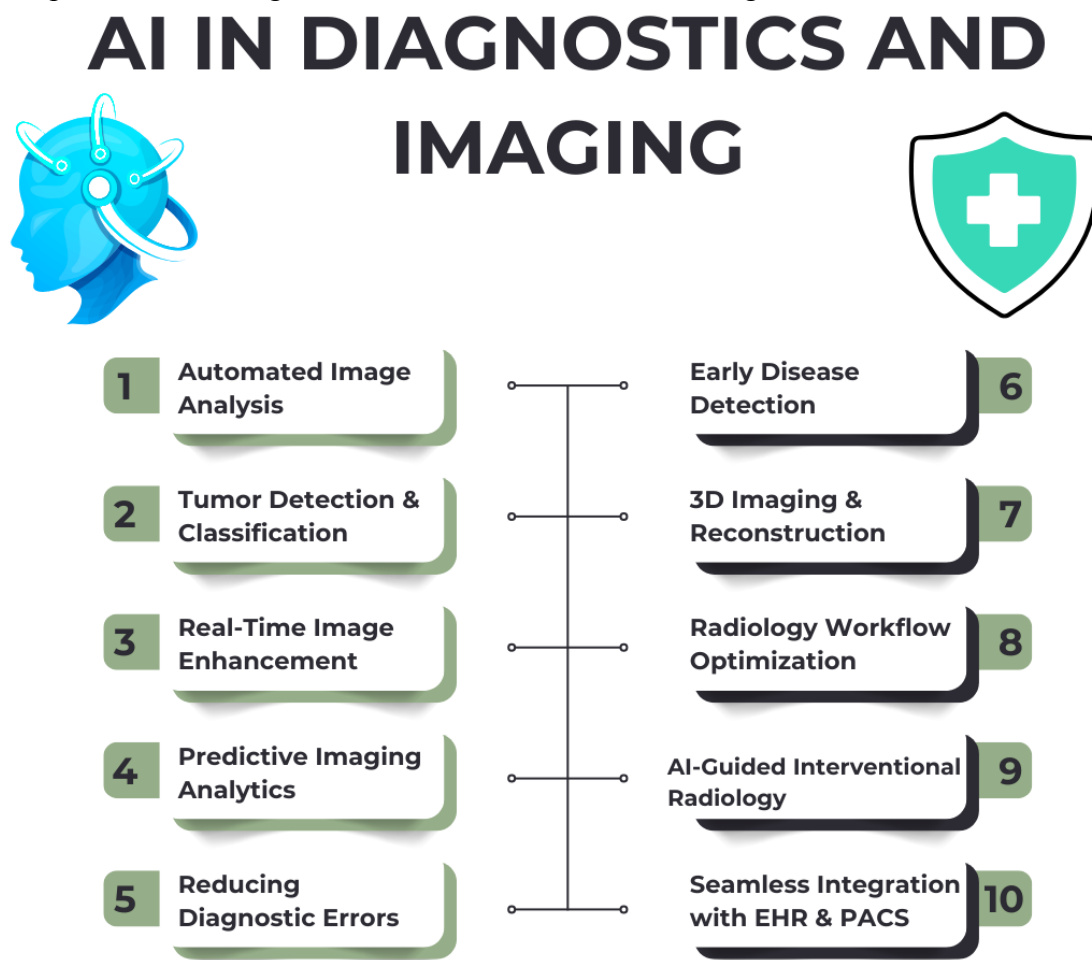 AI IN DIAGNOSTICS AND
IMAGING
1
Automated Image
Analysis
2
Tumor Detection &
Classification
3
Real-Time Image
Enhancement
4
Predictive Imaging
Analytics
5
Reducing
Diagnostic Errors
Early Disease
Detection
6
3D Imaging &
Reconstruction
7
Radiology Workflow
Optimization
8
AI-Guided Interventional
Radiology
9
Seamless Integration
with EHR & PACS
10